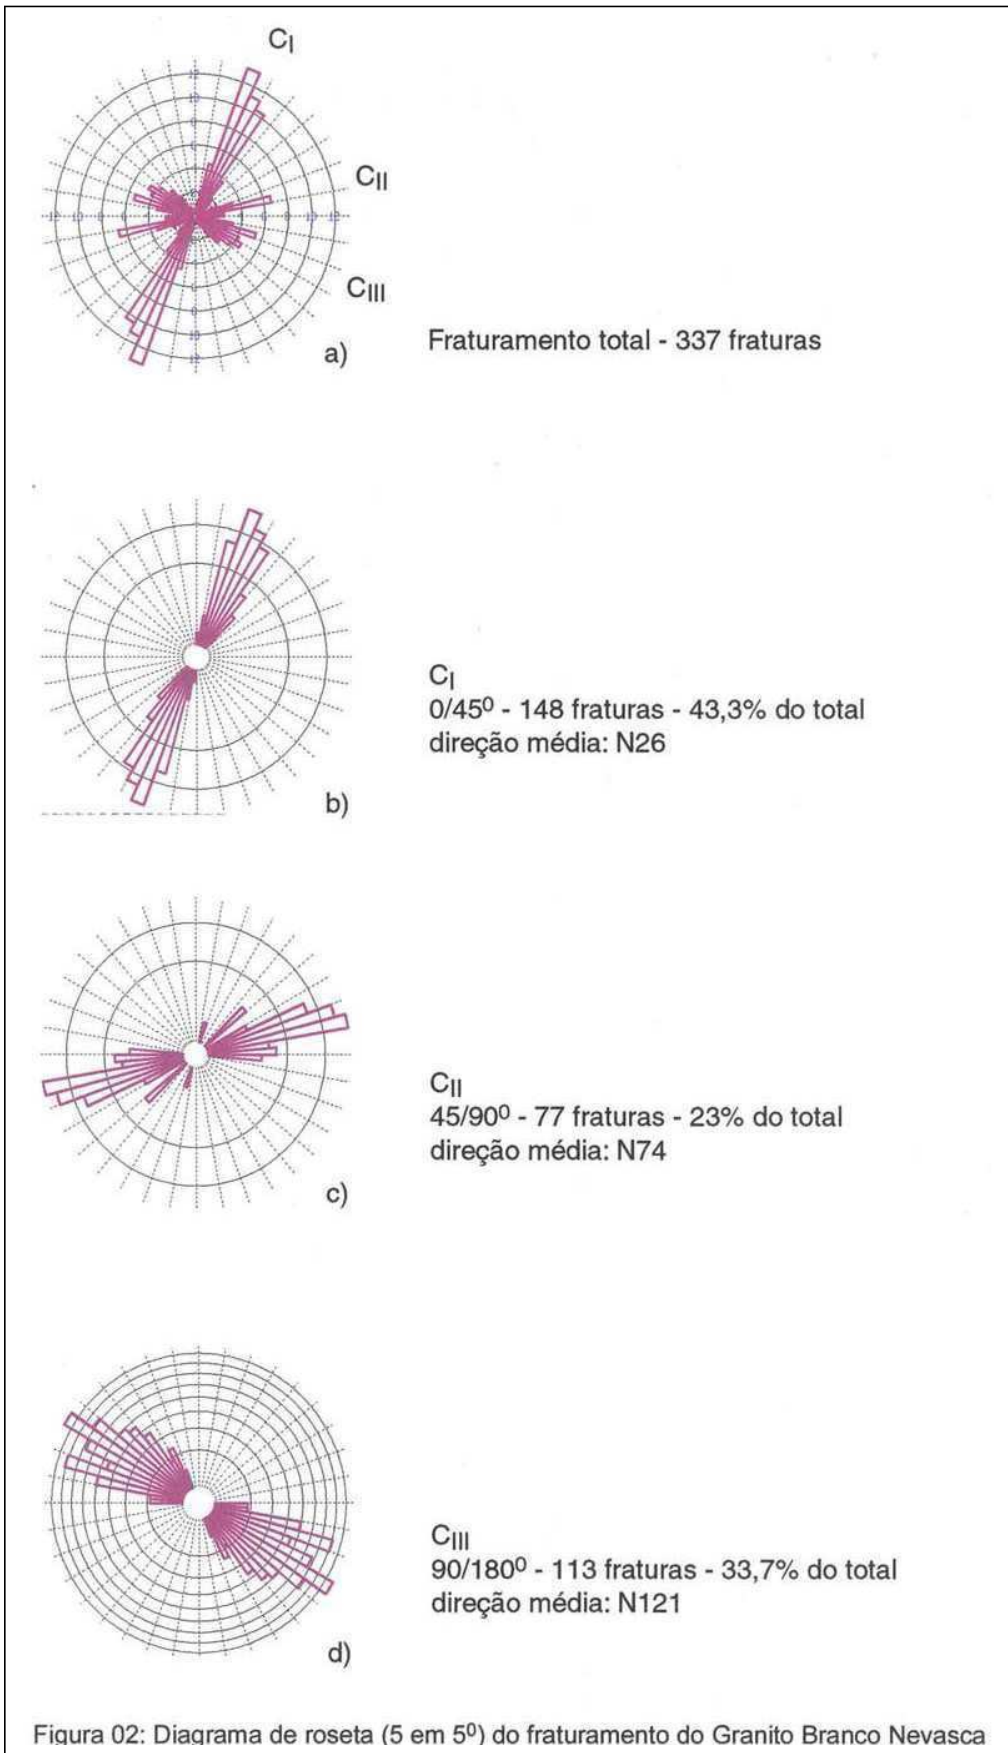 CI
CII
CIII
a)
Fraturamento total - 337 fraturas
b)
CI
0/45⁰ - 148 fraturas - 43,3% do total
direção média: N26
c)
CII
45/90⁰ - 77 fraturas - 23% do total
direção média: N74
d)
CIII
90/180⁰ - 113 fraturas - 33,7% do total
direção média: N121
Figura 02: Diagrama de roseta (5 em 5⁰) do fraturamento do Granito Branco Nevasca